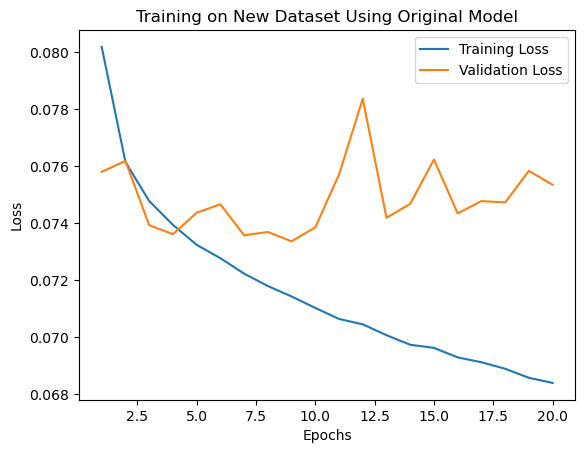 Training on New Dataset Using Original Model
Training Loss
Validation Loss
0.080
0.078
0.076
0.074
0.072
0.070
0.068
Loss
2.5 5.0 7.5 10.0 12.5 15.0 17.5 20.0
Epochs